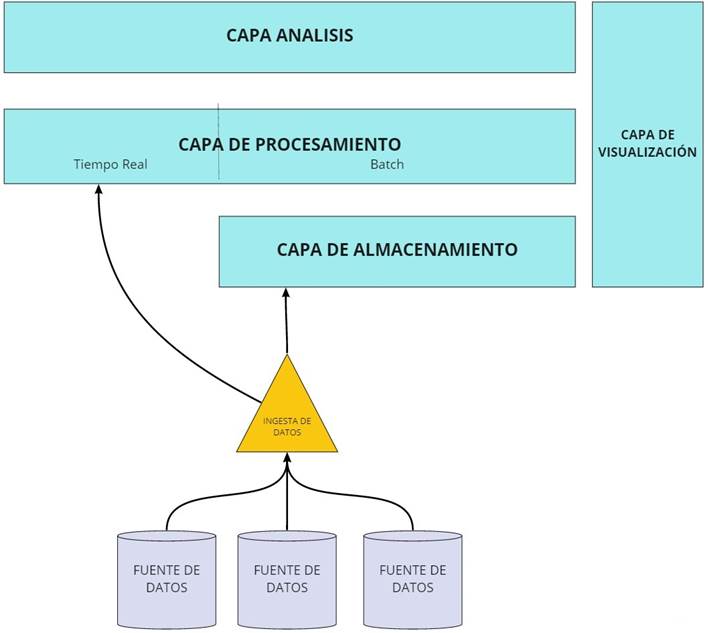 CAPA ANALISIS
CAPA DE PROCESAMIENTO
Tiempo Real
Batch
CAPA DE
VISUALIZACIÓN
CAPA DE ALMACENAMIENTO
INGESTA DE
DATOS
FUENTE DE
DATOS
FUENTE DE
DATOS
FUENTE DE
DATOS